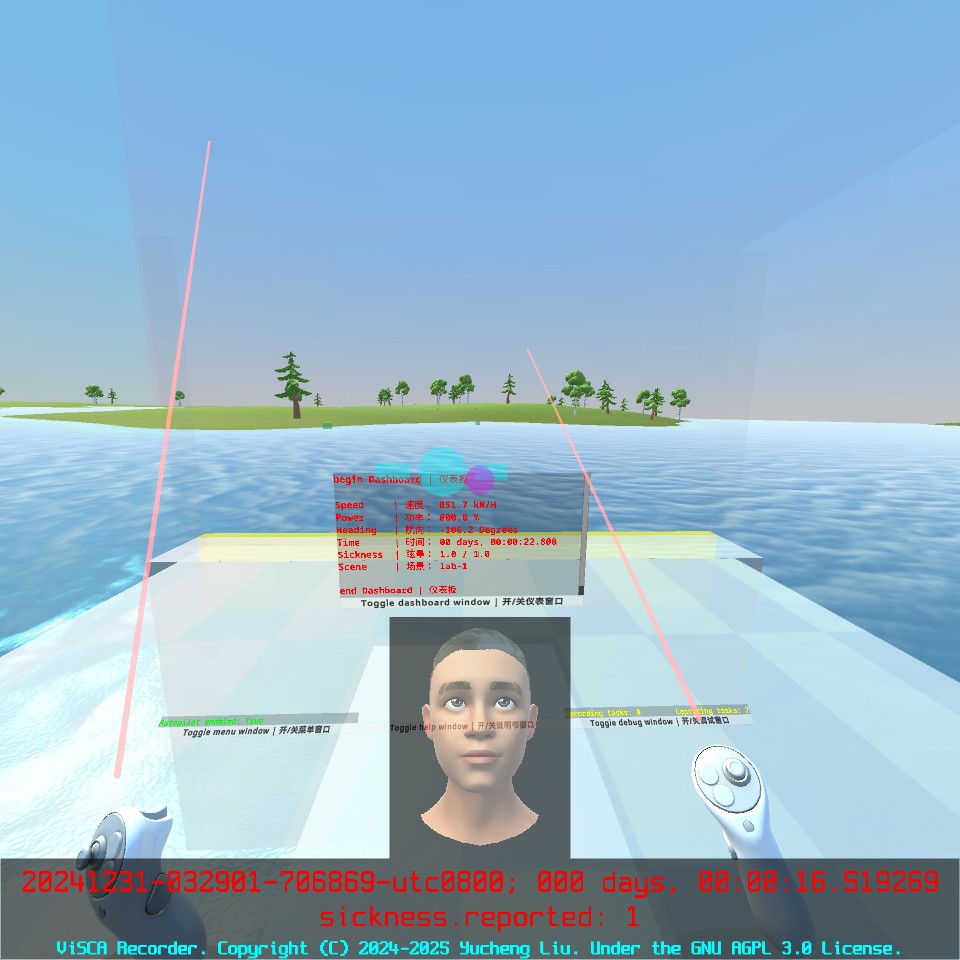 begin Dashboard | 仪表板
Speed | 速度: 051.7 kM/H
Power | 功率: 000.0 %
Heading | 航向: -106.2 Degrees
Time | 时间: 00 days, 00:00:22.800
Sickness | 眩晕: 1.0 / 1.0
Scene | 场景: lab-1
end Dashboard | 仪表板
Toggle dashboard window | 开/关仪表窗口
Autopilot enabled: True
Toggle menu window | 开/关菜单窗口
Toggle help window | 开/关说明书窗口
Recording tasks: 0 Capturing tasks: 2
Toggle debug window | 开/关调试窗口
20241231-032901-706869-utc0800; 000 days, 00:00:16.519269
sickness.reported: 1
ViSCA Recorder. Copyright (C) 2024-2025 Yucheng Liu. Under the GNU AGPL 3.0 License.